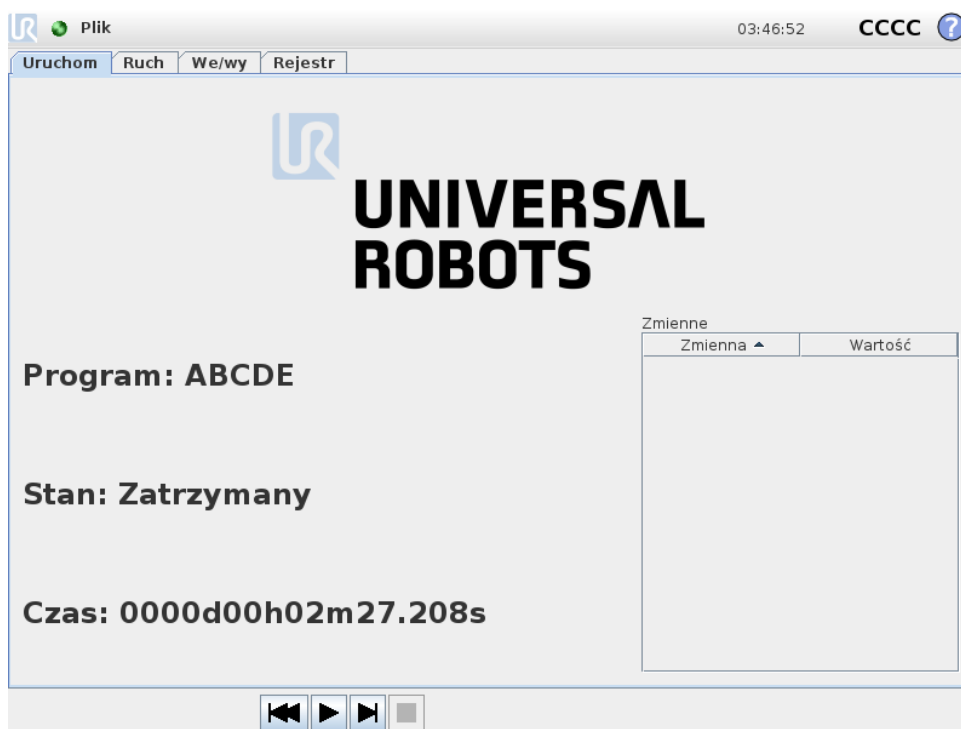 Plik 03:46:52 CCCC ?
Uruchom Ruch We/wy Rejestr
UR
UNIVERSAL
ROBOTS
Zmienne
Zmienna Wartość
Program: ABCDE
Stan: Zatrzymany
Czas: 0000d00h02m27.208s